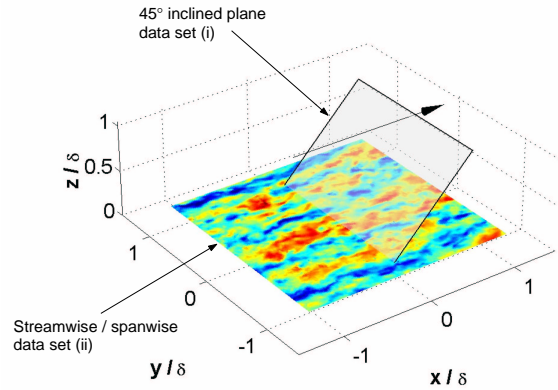 45° inclined plane
data set (i)
1
0.5
0
z / δ
1
0
-1
y / δ
-1
0
1
x / δ
Streamwise / spanwise
data set (ii)